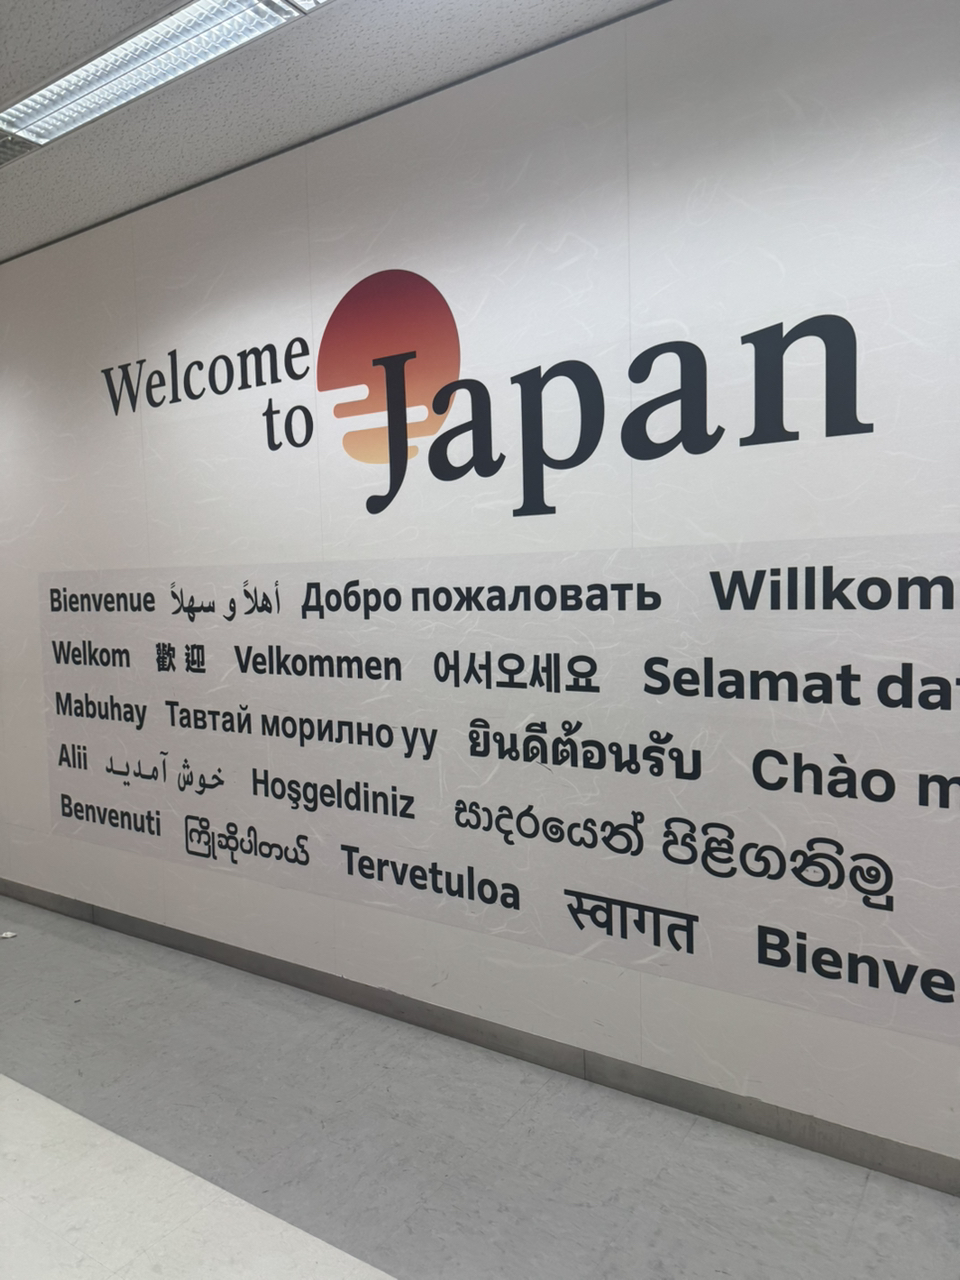 Welcome
to
Japan
Bienvenue أهلاً و سهلاً Добро пожаловать Willkom
Welkom 歡迎 Velkommen 어서오세요 Selamat da
Mabuhay Тавтай морилно уу ยินดีต้อนรับ Chào m
Alii خوش آمدید Hoşgeldiniz සාදරයෙන් පිළිගනිමු
Benvenuti ကြိုဆိုပါတယ် Tervetuloa स्वागत Bienve